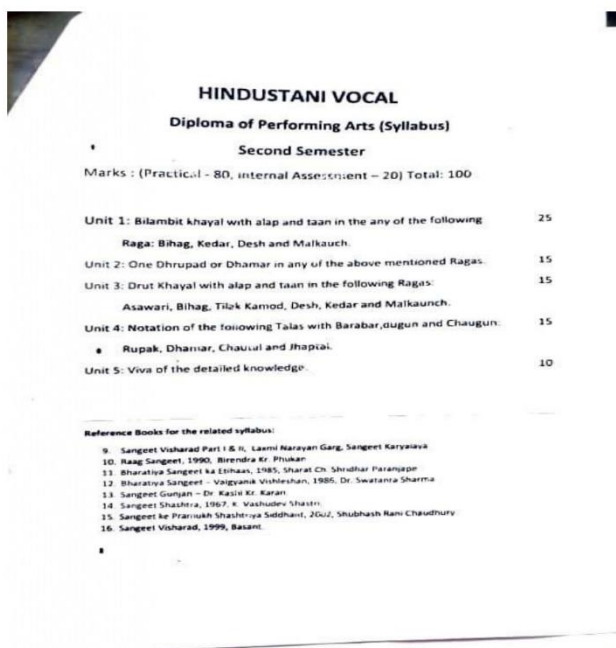 HINDUSTANI VOCAL
Diploma of Performing Arts (Syllabus)
Second Semester
Marks : (Practical - 80, internal Assessment – 20) Total: 100
Unit 1: Bilambit khayal with alap and taan in the any of the following 25
Raga: Bihag, Kedar, Desh and Malkauch.
Unit 2: One Dhrupad or Dhamar in any of the above mentioned Ragas. 15
Unit 3: Drut Khayal with alap and taan in the following Ragas: 15
Asawari, Bihag, Tilak Kamod, Desh, Kedar and Malkaunch.
Unit 4: Notation of the following Talas with Barabar,dugun and Chaugun: 15
Rupak, Dhamar, Chautal and Jhaptal.
Unit 5: Viva of the detailed knowledge. 10
Reference Books for the related syllabus:
9. Sangeet Visharad Part I & II, Laxmi Narayan Garg, Sangeet Karyalaya
10. Raag Sangeet, 1990, Birendra Kr. Phukan
11. Bharatiya Sangeet ka Etihaas, 1985, Sharat Ch. Shridhar Paranjape
12. Bharatiya Sangeet – Vaigyanik Vishleshan, 1986, Dr. Swatanra Sharma
13. Sangeet Gunjan – Dr. Kashi Kr. Karan
14. Sangeet Shashtra, 1967, K. Vashudev Shastri
15. Sangeet ke Pramukh Shashtriya Siddhant, 2002, Shubhash Rani Chaudhury
16. Sangeet Visharad, 1999, Basant.